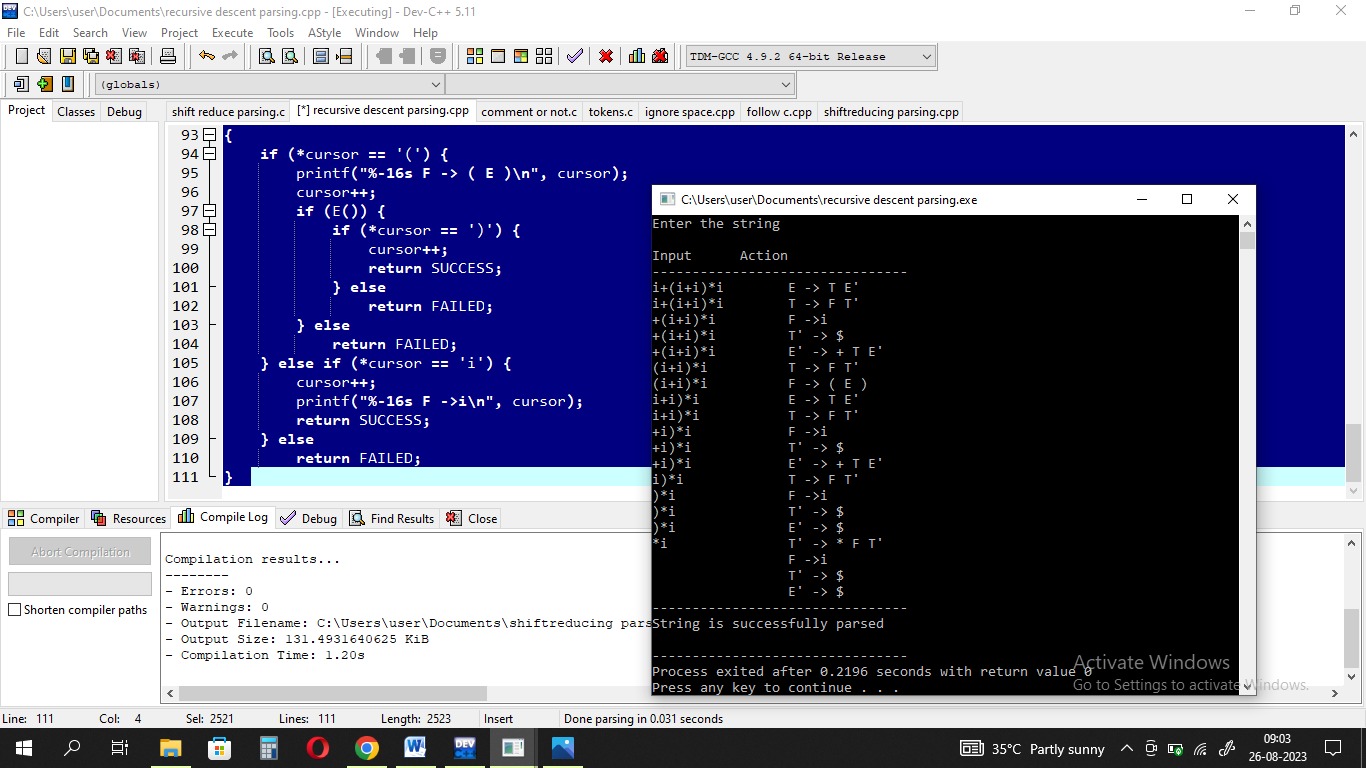 C:\Users\user\Documents\recursive descent parsing.cpp - [Executing] - Dev-C++ 5.11
File Edit Search View Project Execute Tools AStyle Window Help
TDM-GCC 4.9.2 64-bit Release
(globals)
Project Classes Debug
shift reduce parsing.c [*] recursive descent parsing.cpp comment or not.c tokens.c ignore space.cpp follow c.cpp shiftreducing parsing.cpp
93 {
94 if (*cursor == '(') {
95 printf("%-16s F -> ( E )\n", cursor);
96 cursor++;
97 if (E()) {
98 if (*cursor == ')') {
99 cursor++;
100 return SUCCESS;
101 } else
102 return FAILED;
103 } else
104 return FAILED;
105 } else if (*cursor == 'i') {
106 cursor++;
107 printf("%-16s F ->i\n", cursor);
108 return SUCCESS;
109 } else
110 return FAILED;
111 }
C:\Users\user\Documents\recursive descent parsing.exe
Enter the string
Input Action
--------------------------------
i+(i+i)*i E -> T E'
i+(i+i)*i T -> F T'
+(i+i)*i F ->i
+(i+i)*i T' -> $
+(i+i)*i E' -> + T E'
(i+i)*i T -> F T'
(i+i)*i F -> ( E )
i+i)*i E -> T E'
i+i)*i T -> F T'
+i)*i F ->i
+i)*i T' -> $
+i)*i E' -> + T E'
i)*i T -> F T'
)*i F ->i
)*i T' -> $
)*i E' -> $
*i T' -> * F T'
F ->i
T' -> $
E' -> $
--------------------------------
String is successfully parsed
--------------------------------
Process exited after 0.2196 seconds with return value 0
Press any key to continue . . .
Compiler Resources Compile Log Debug Find Results Close
Abort Compilation
Shorten compiler paths
Compilation results...
--------
- Errors: 0
- Warnings: 0
- Output Filename: C:\Users\user\Documents\shiftreducing pars
- Output Size: 131.4931640625 KiB
- Compilation Time: 1.20s
Activate Windows
Go to Settings to activate Windows.
Line: 111 Col: 4 Sel: 2521 Lines: 111 Length: 2523 Insert Done parsing in 0.031 seconds
35°C Partly sunny
09:03
26-08-2023